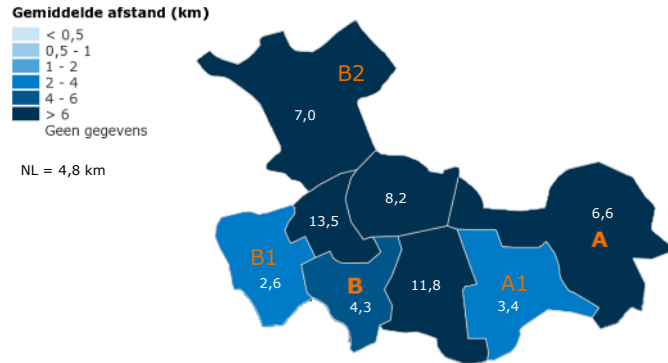 Gemiddelde afstand (km)
< 0,5
0,5 - 1
1 - 2
2 - 4
4 - 6
> 6
Geen gegevens
NL = 4,8 km
B2
7,0
8,2
13,5
6,6
A
B1
2,6
B
4,3
11,8
A1
3,4